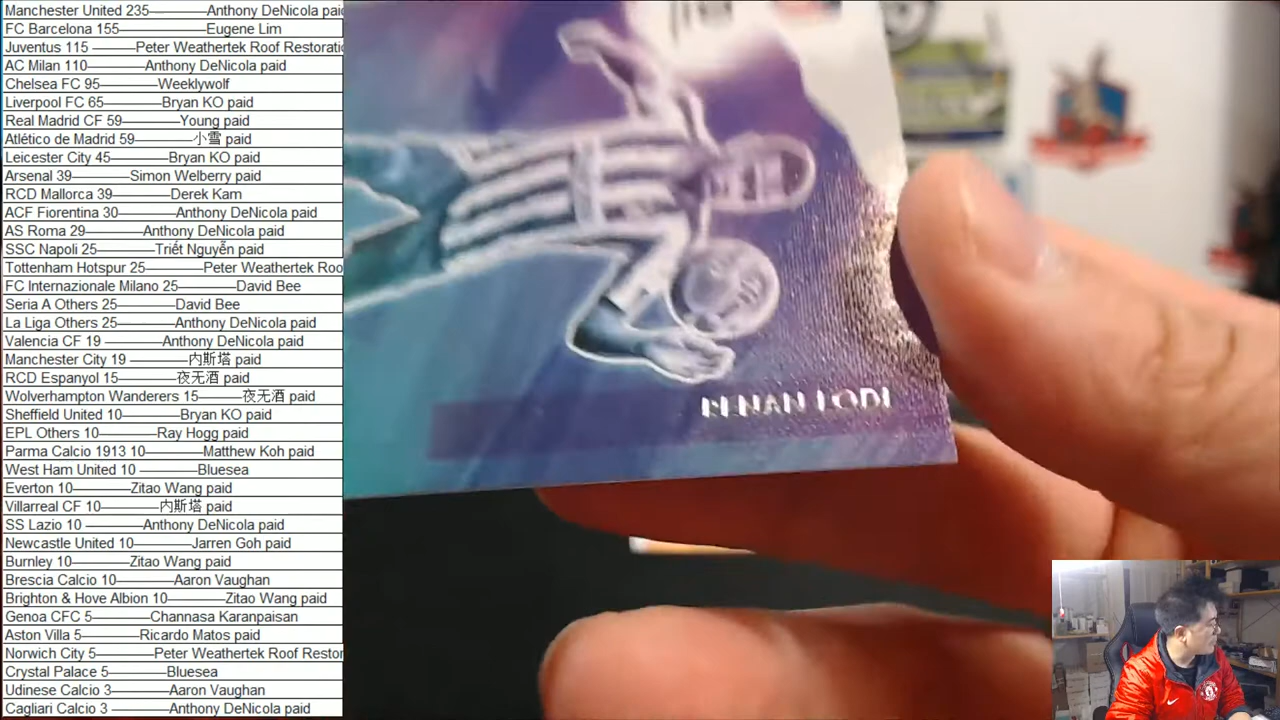 Manchester United 235———Anthony DeNicola paid
FC Barcelona 155————Eugene Lim
Juventus 115 ———Peter Weathertek Roof Restorati
AC Milan 110————Anthony DeNicola paid
Chelsea FC 95————Weeklywolf
Liverpool FC 65————Bryan KO paid
Real Madrid CF 59————Young paid
Atlético de Madrid 59————小雪 paid
Leicester City 45————Bryan KO paid
Arsenal 39————Simon Welberry paid
RCD Mallorca 39————Derek Kam
ACF Fiorentina 30————Anthony DeNicola paid
AS Roma 29————Anthony DeNicola paid
SSC Napoli 25————Triết Nguyễn paid
Tottenham Hotspur 25————Peter Weathertek Roo
FC Internazionale Milano 25————David Bee
Seria A Others 25————David Bee
La Liga Others 25————Anthony DeNicola paid
Valencia CF 19 ————Anthony DeNicola paid
Manchester City 19 ————内斯塔 paid
RCD Espanyol 15————夜无酒 paid
Wolverhampton Wanderers 15———夜无酒 paid
Sheffield United 10————Bryan KO paid
EPL Others 10————Ray Hogg paid
Parma Calcio 1913 10————Matthew Koh paid
West Ham United 10 ————Bluesea
Everton 10————Zitao Wang paid
Villarreal CF 10————内斯塔 paid
SS Lazio 10 ————Anthony DeNicola paid
Newcastle United 10————Jarren Goh paid
Burnley 10————Zitao Wang paid
Brescia Calcio 10————Aaron Vaughan
Brighton & Hove Albion 10————Zitao Wang paid
Genoa CFC 5————Channasa Karanpaisan
Aston Villa 5————Ricardo Matos paid
Norwich City 5————Peter Weathertek Roof Restor
Crystal Palace 5————Bluesea
Udinese Calcio 3————Aaron Vaughan
Cagliari Calcio 3 ————Anthony DeNicola paid
RENAN LODI